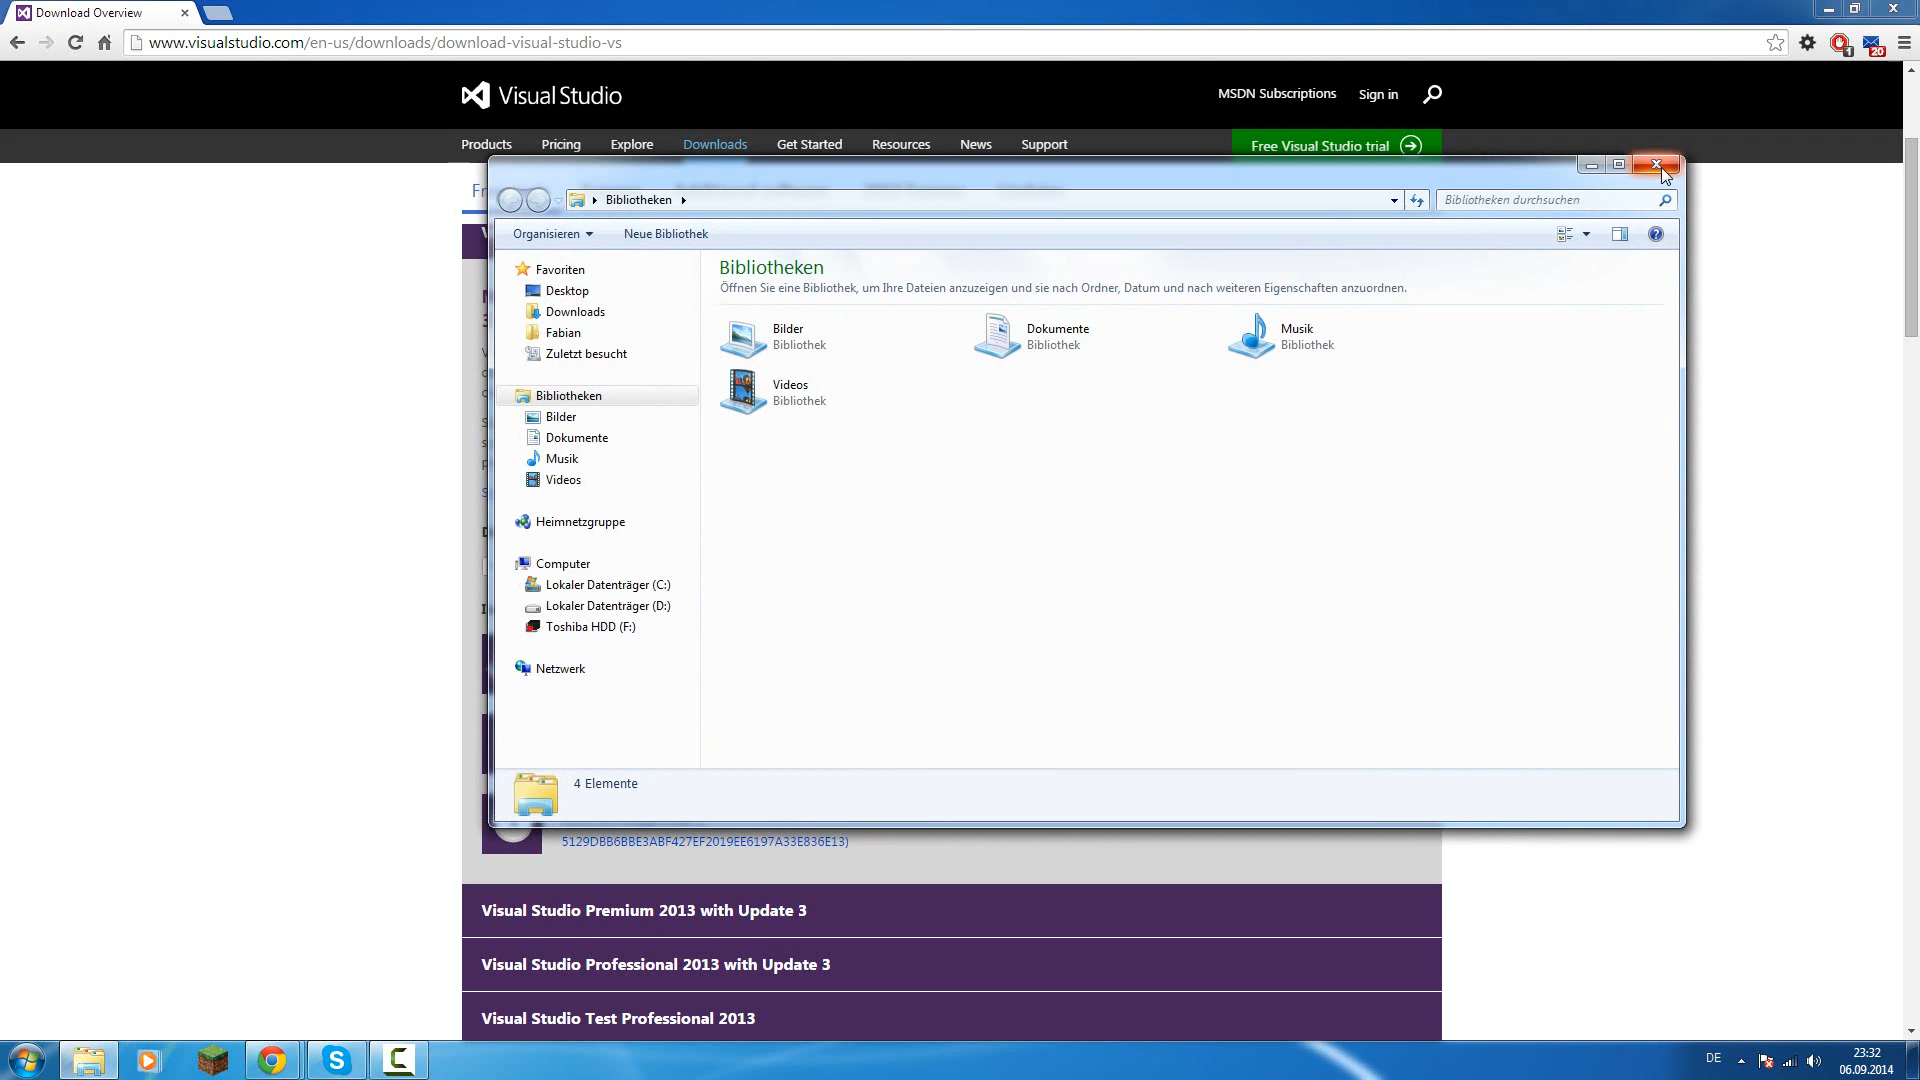 Download Overview
www.visualstudio.com/en-us/downloads/download-visual-studio-vs
1
20
Visual Studio
MSDN Subscriptions
Sign in
Products
Pricing
Explore
Downloads
Get Started
Resources
News
Support
Free Visual Studio trial
Bibliotheken
Bibliotheken durchsuchen
Organisieren
Neue Bibliothek
Favoriten
Desktop
Downloads
Fabian
Zuletzt besucht
Bibliotheken
Bilder
Dokumente
Musik
Videos
Heimnetzgruppe
Computer
Lokaler Datenträger (C:)
Lokaler Datenträger (D:)
Toshiba HDD (F:)
Netzwerk
Bibliotheken
Öffnen Sie eine Bibliothek, um Ihre Dateien anzuzeigen und sie nach Ordner, Datum und nach weiteren Eigenschaften anzuordnen.
Bilder
Bibliothek
Dokumente
Bibliothek
Musik
Bibliothek
Videos
Bibliothek
4 Elemente
5129DBB6BBE3ABF427EF2019EE6197A33E836E13)
Visual Studio Premium 2013 with Update 3
Visual Studio Professional 2013 with Update 3
Visual Studio Test Professional 2013
DE
23:32
06.09.2014